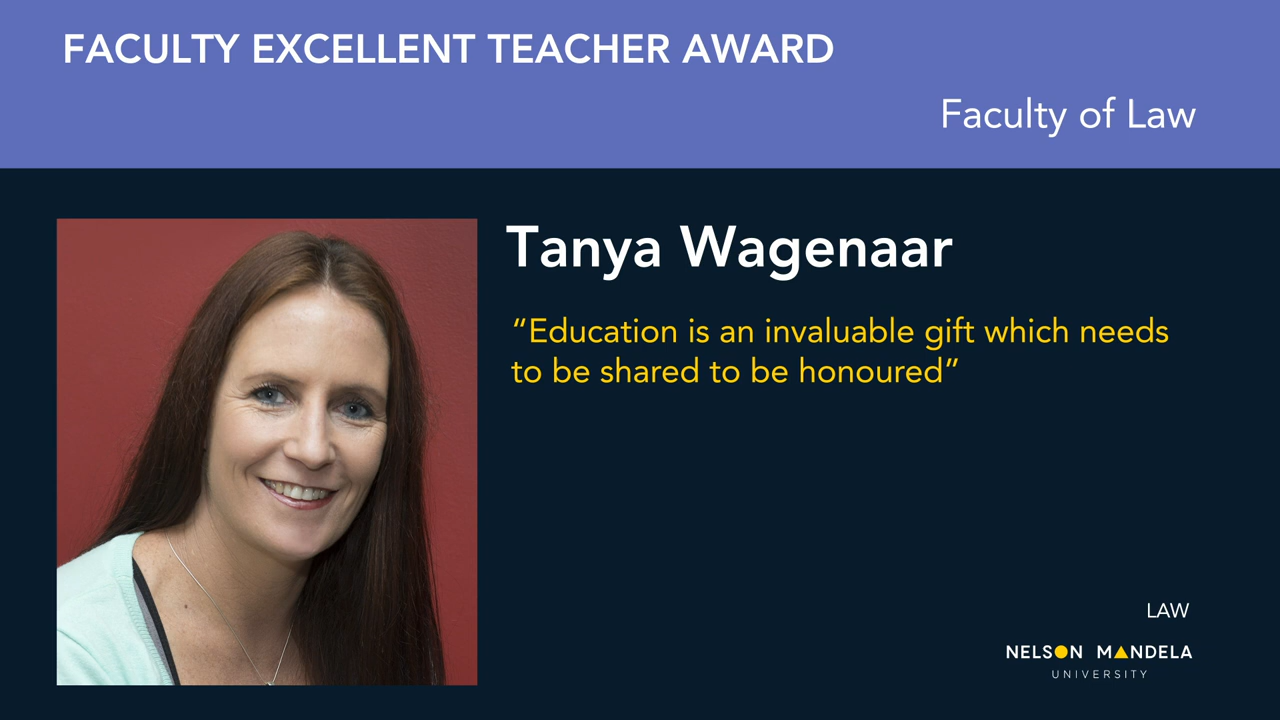 FACULTY EXCELLENT TEACHER AWARD
Faculty of Law
Tanya Wagenaar
“Education is an invaluable gift which needs
to be shared to be honoured”
LAW
NELSON MANDELA
UNIVERSITY